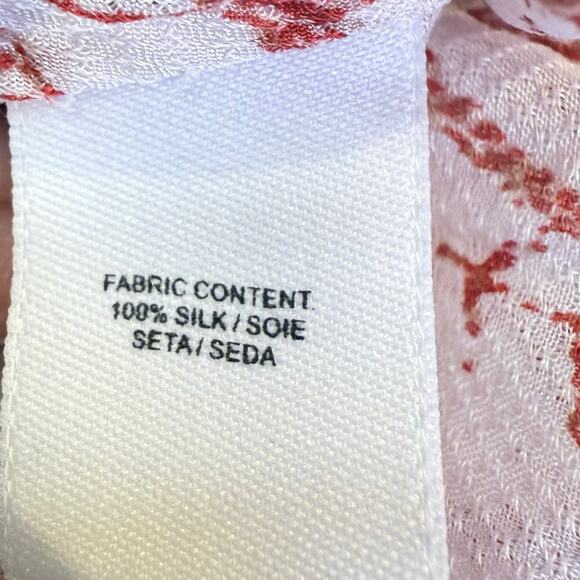 FABRIC CONTENT
100% SILK / SOIE
SETA / SEDA